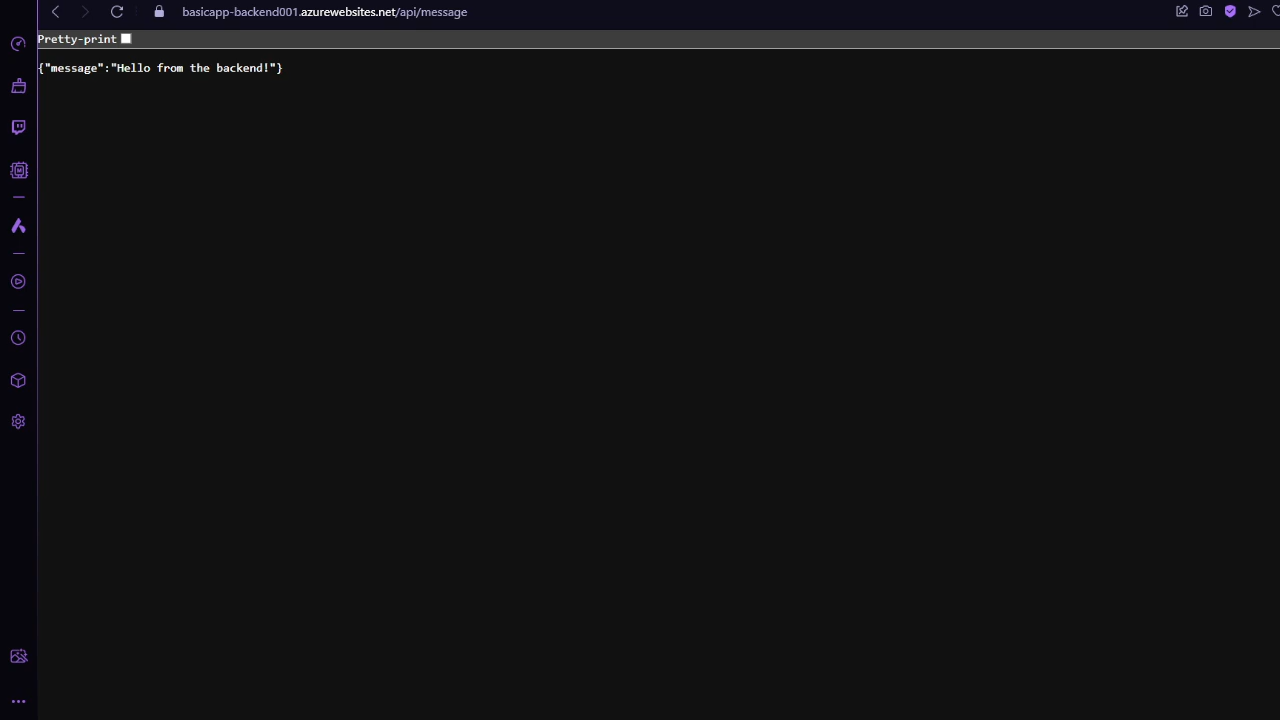 basicapp-backend001.azurewebsites.net/api/message
Pretty-print
{"message":"Hello from the backend!"}